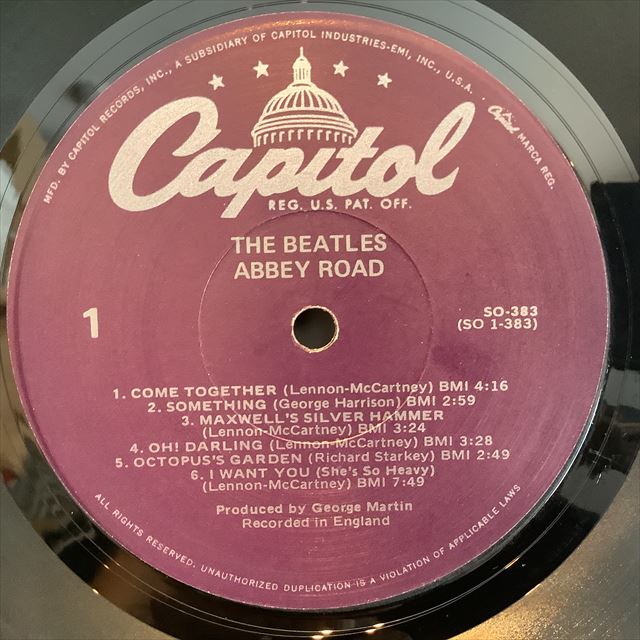 MFD. BY CAPITOL RECORDS, INC., A SUBSIDIARY OF CAPITOL INDUSTRIES-EMI, INC., U.S.A. . Capitol MARCA REG.
Capitol
REG. U.S. PAT. OFF.
THE BEATLES
ABBEY ROAD
1
SO-383
(SO 1-383)
1. COME TOGETHER (Lennon-McCartney) BMI 4:16
2. SOMETHING (George Harrison) BMI 2:59
3. MAXWELL'S SILVER HAMMER
(Lennon-McCartney) BMI 3:24
4. OH! DARLING (Lennon-McCartney) BMI 3:28
5. OCTOPUS'S GARDEN (Richard Starkey) BMI 2:49
6. I WANT YOU (She's So Heavy)
(Lennon-McCartney) BMI 7:49
Produced by George Martin
Recorded in England
ALL RIGHTS RESERVED. UNAUTHORIZED DUPLICATION IS A VIOLATION OF APPLICABLE LAWS